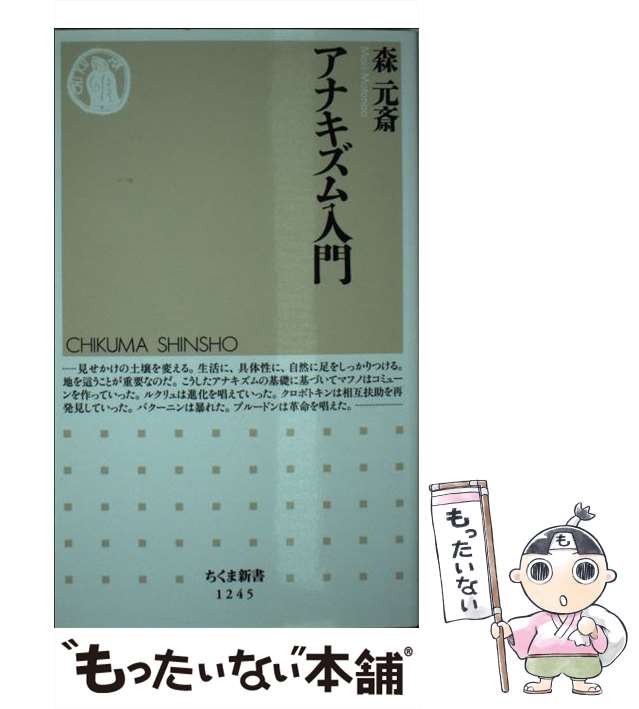 森 元斎
Mori Motonao
アナキズム入門
CHIKUMA SHINSHO
――見せかけの土壌を変える。生活に、具体性に、自然に足をしっかりつける。
地を這うことが重要なのだ。こうしたアナキズムの基礎に基づいてマフノはコミュー
ンを作っていった。ルクリュは進化を唱えていった。クロポトキンは相互扶助を再
発見していった。バクーニンは暴れた。プルードンは革命を唱えた。――
ちくま新書
1245
"もったいない"本舗®
もったいない
も